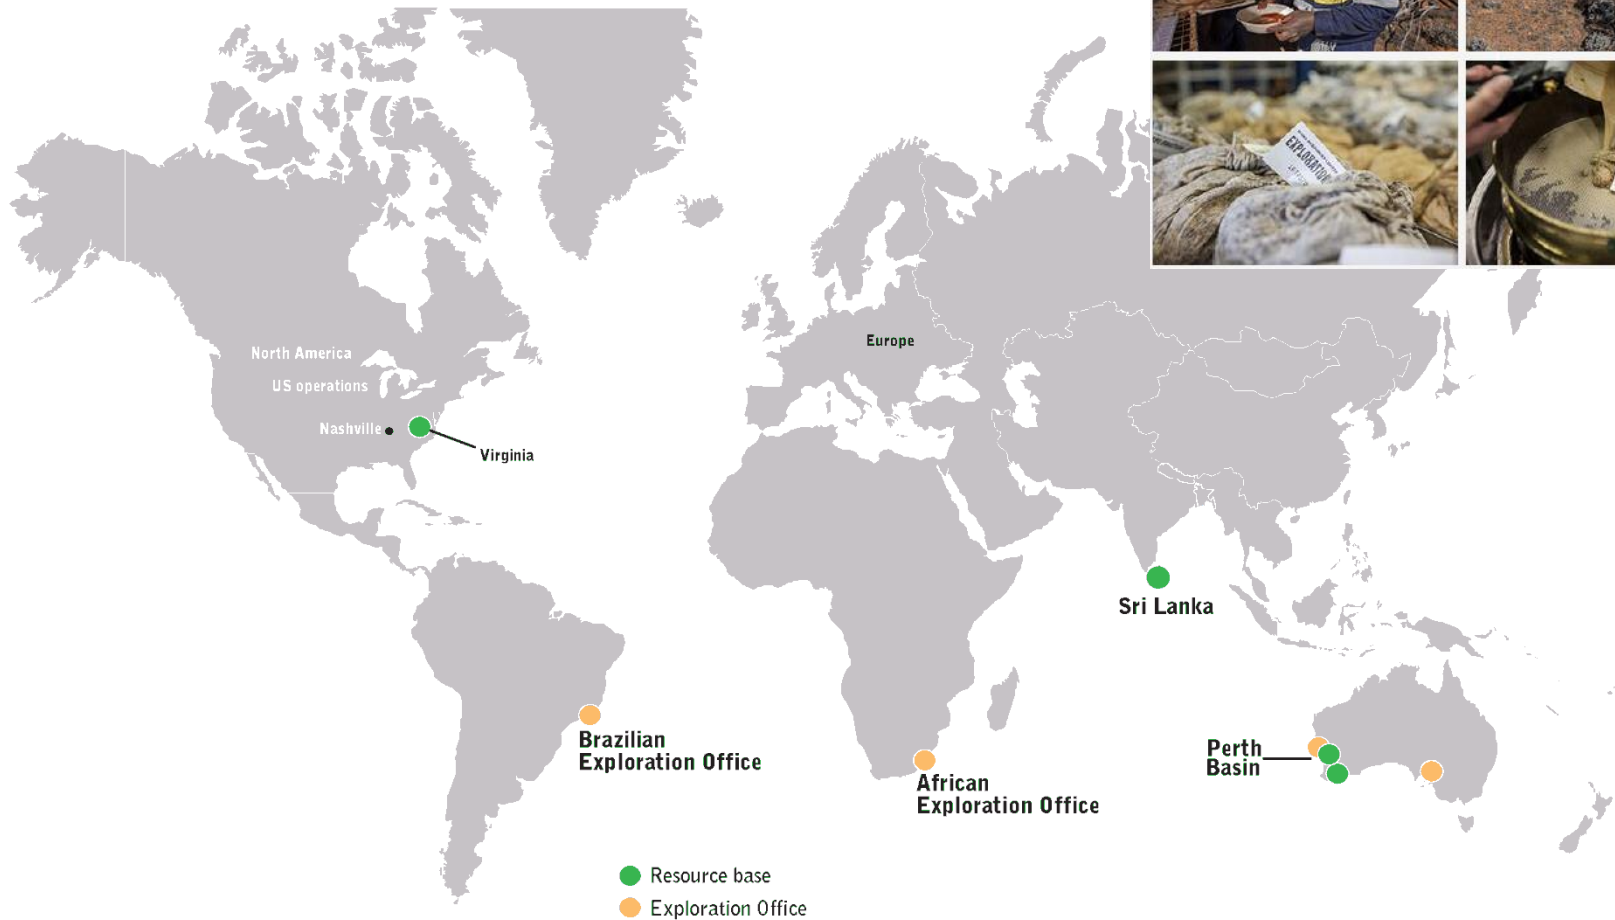 EXPLORATION
North America
US operations
Nashville
Virginia
Europe
Sri Lanka
Brazilian
Exploration Office
African
Exploration Office
Perth
Basin
Resource base
Exploration Office